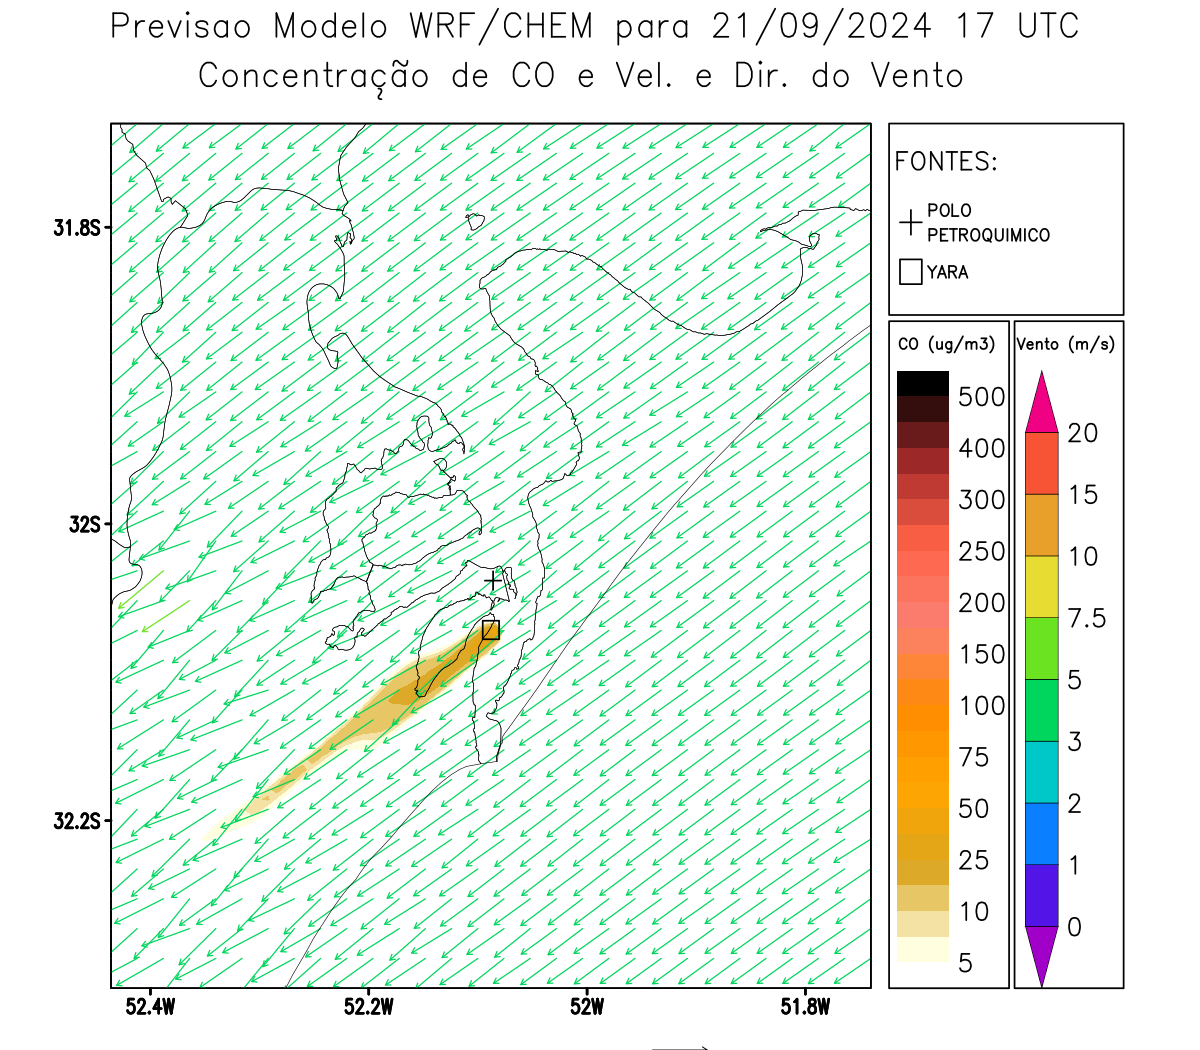 Previsao Modelo WRF/CHEM para 21/09/2024 17 UTC
Concentração de CO e Vel. e Dir. do Vento
FONTES:
POLO
PETROQUIMICO
YARA
CO (ug/m3)
500
400
300
250
200
150
100
75
50
25
10
5
Vento (m/s)
20
15
10
7.5
5
3
2
1
0
31.8S
32S
32.2S
52.4W
52.2W
52W
51.8W